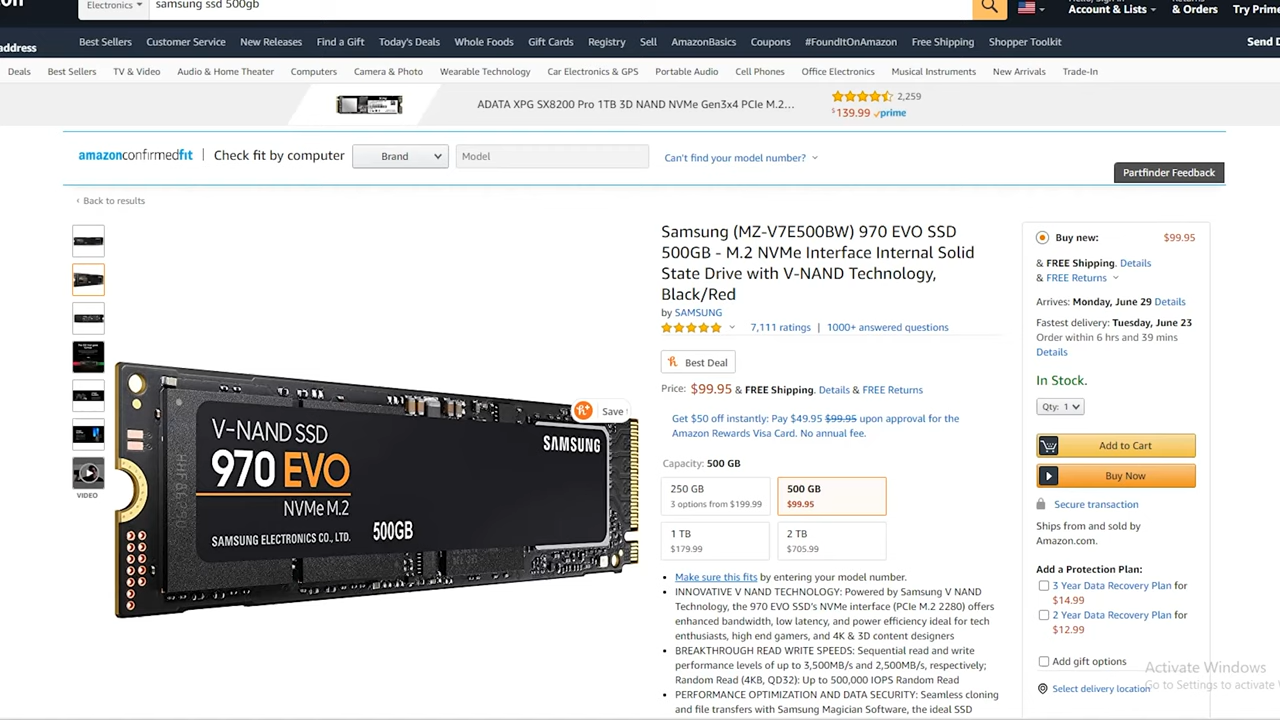 Electronics
samsung ssd 500gb
Account & Lists
& Orders
Try Prime
address
Best Sellers Customer Service New Releases Find a Gift Today's Deals Whole Foods Gift Cards Registry Sell AmazonBasics Coupons #FoundItOnAmazon Free Shipping Shopper Toolkit
Send D
Deals Best Sellers TV & Video Audio & Home Theater Computers Camera & Photo Wearable Technology Car Electronics & GPS Portable Audio Cell Phones Office Electronics Musical Instruments New Arrivals Trade-In
ADATA XPG SX8200 Pro 1TB 3D NAND NVMe Gen3x4 PCIe M.2...
2,259
$139.99 prime
amazonconfirmedfit | Check fit by computer Brand Model Can't find your model number?
Partfinder Feedback
‹ Back to results
VIDEO
V-NAND SSD
970 EVO
NVMe M.2
SAMSUNG ELECTRONICS CO., LTD.
500GB
SAMSUNG
Save
Samsung (MZ-V7E500BW) 970 EVO SSD
500GB - M.2 NVMe Interface Internal Solid
State Drive with V-NAND Technology,
Black/Red
by SAMSUNG
7,111 ratings | 1000+ answered questions
Best Deal
Price: $99.95 & FREE Shipping. Details & FREE Returns
Get $50 off instantly: Pay $49.95 $99.95 upon approval for the
Amazon Rewards Visa Card. No annual fee.
Capacity: 500 GB
250 GB
3 options from $199.99
500 GB
$99.95
1 TB
$179.99
2 TB
$705.99
• Make sure this fits by entering your model number.
• INNOVATIVE V NAND TECHNOLOGY: Powered by Samsung V NAND
Technology, the 970 EVO SSD's NVMe interface (PCIe M.2 2280) offers
enhanced bandwidth, low latency, and power efficiency ideal for tech
enthusiasts, high end gamers, and 4K & 3D content designers
• BREAKTHROUGH READ WRITE SPEEDS: Sequential read and write
performance levels of up to 3,500MB/s and 2,500MB/s, respectively;
Random Read (4KB, QD32): Up to 500,000 IOPS Random Read
• PERFORMANCE OPTIMIZATION AND DATA SECURITY: Seamless cloning
and file transfers with Samsung Magician Software, the ideal SSD
Buy new: $99.95
& FREE Shipping. Details
& FREE Returns
Arrives: Monday, June 29 Details
Fastest delivery: Tuesday, June 23
Order within 6 hrs and 39 mins
Details
In Stock.
Qty: 1
Add to Cart
Buy Now
Secure transaction
Ships from and sold by
Amazon.com.
Add a Protection Plan:
3 Year Data Recovery Plan for
$14.99
2 Year Data Recovery Plan for
$12.99
Add gift options
Select delivery location
Activate Windows
Go to Settings to activate